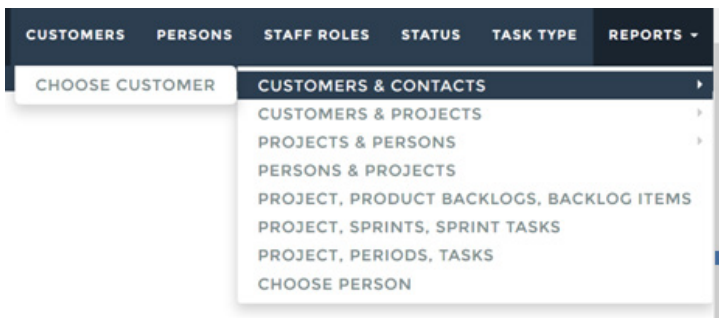 CUSTOMERS PERSONS STAFF ROLES STATUS TASK TYPE REPORTS
CHOOSE CUSTOMER
CUSTOMERS & CONTACTS
CUSTOMERS & PROJECTS
PROJECTS & PERSONS
PERSONS & PROJECTS
PROJECT, PRODUCT BACKLOGS, BACKLOG ITEMS
PROJECT, SPRINTS, SPRINT TASKS
PROJECT, PERIODS, TASKS
CHOOSE PERSON